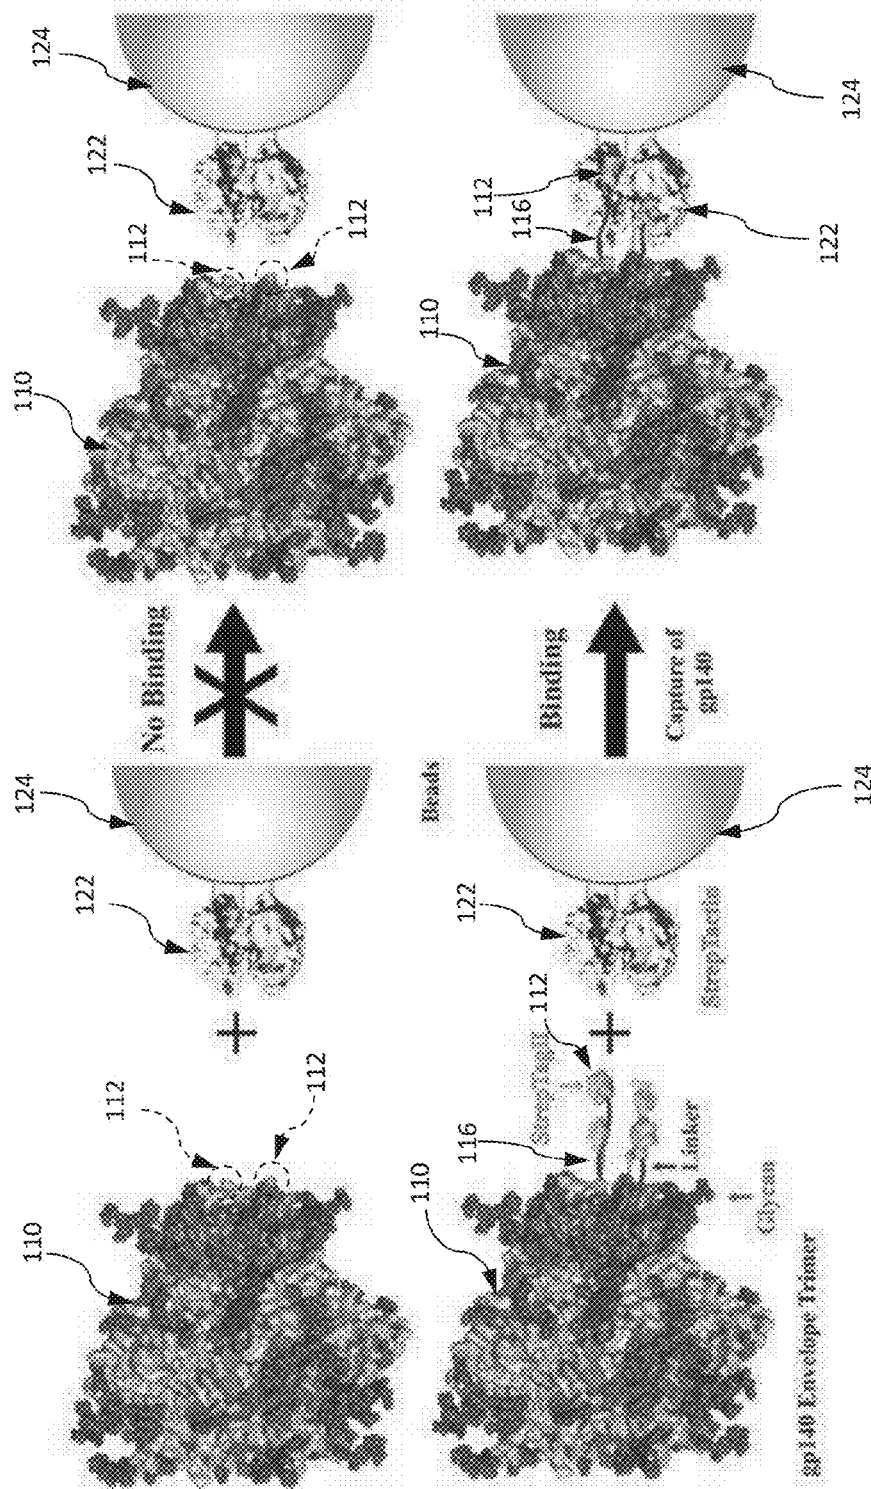 110
112
112
122
124
No Binding
110
112
112
122
124
110
116
StrepTagII
112
Linker
Glycan
gp140 Envelope Trimer
122
StrepTactin
Beads
124
Binding
Capture of
gp140
110
116
112
122
124